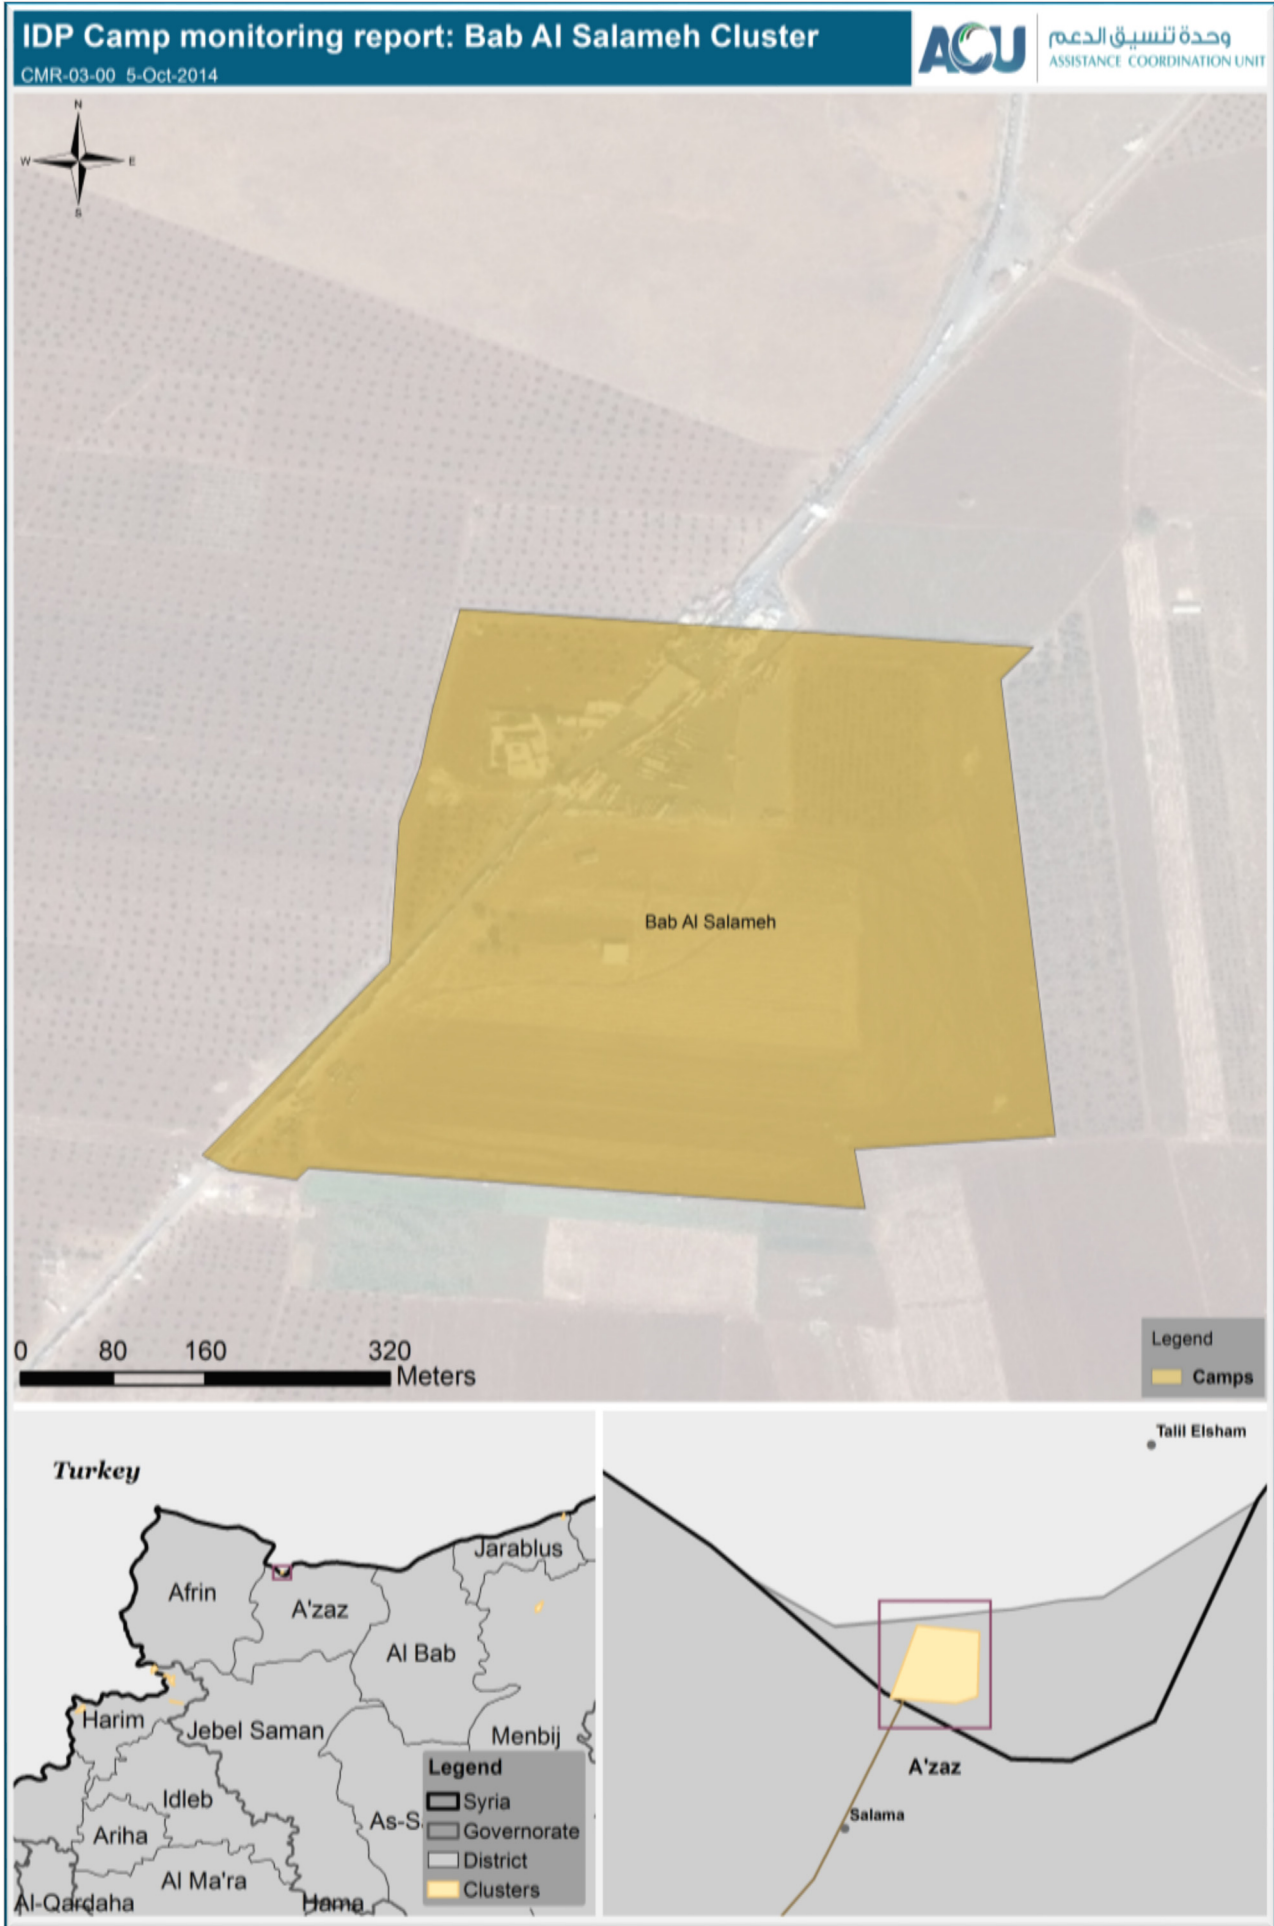 IDP Camp monitoring report: Bab Al Salameh Cluster
CMR-03-00 5-Oct-2014
ACU
وحدة تنسيق الدعم
ASSISTANCE COORDINATION UNIT
N
W
E
S
Bab Al Salameh
0 80 160 320
Meters
Legend
Camps
Turkey
Jarablus
Afrin
A'zaz
Al Bab
Harim
Jebel Saman
Menbij
Idleb
As-S
Ariha
Al Ma'ra
Al-Qardaha
Hama
Legend
Syria
Governorate
District
Clusters
Talil Elsham
A'zaz
Salama